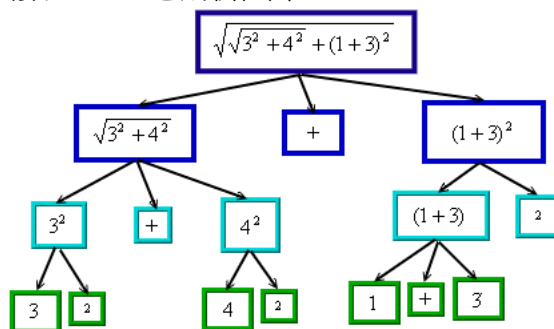 √(√(3² + 4²) + (1 + 3)²)
√(3² + 4²) + (1 + 3)²
3² + 4² (1 + 3) 2
3 2 4 2 1 + 3